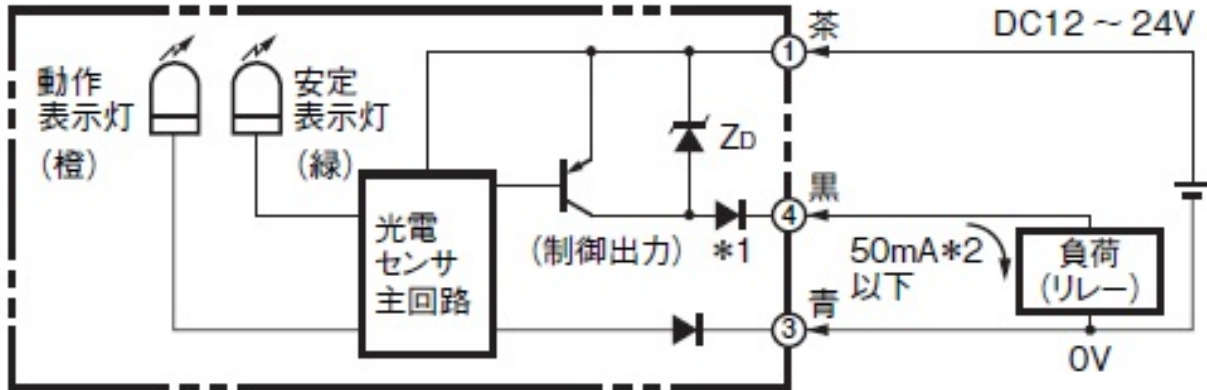 動作
表示灯
(橙)
安定
表示灯
(緑)
光電
センサ
主回路
(制御出力)
ZD
*1
1
茶
DC12 ~ 24V
4
黒
50mA*2
以下
負荷
(リレー)
3
青
0V